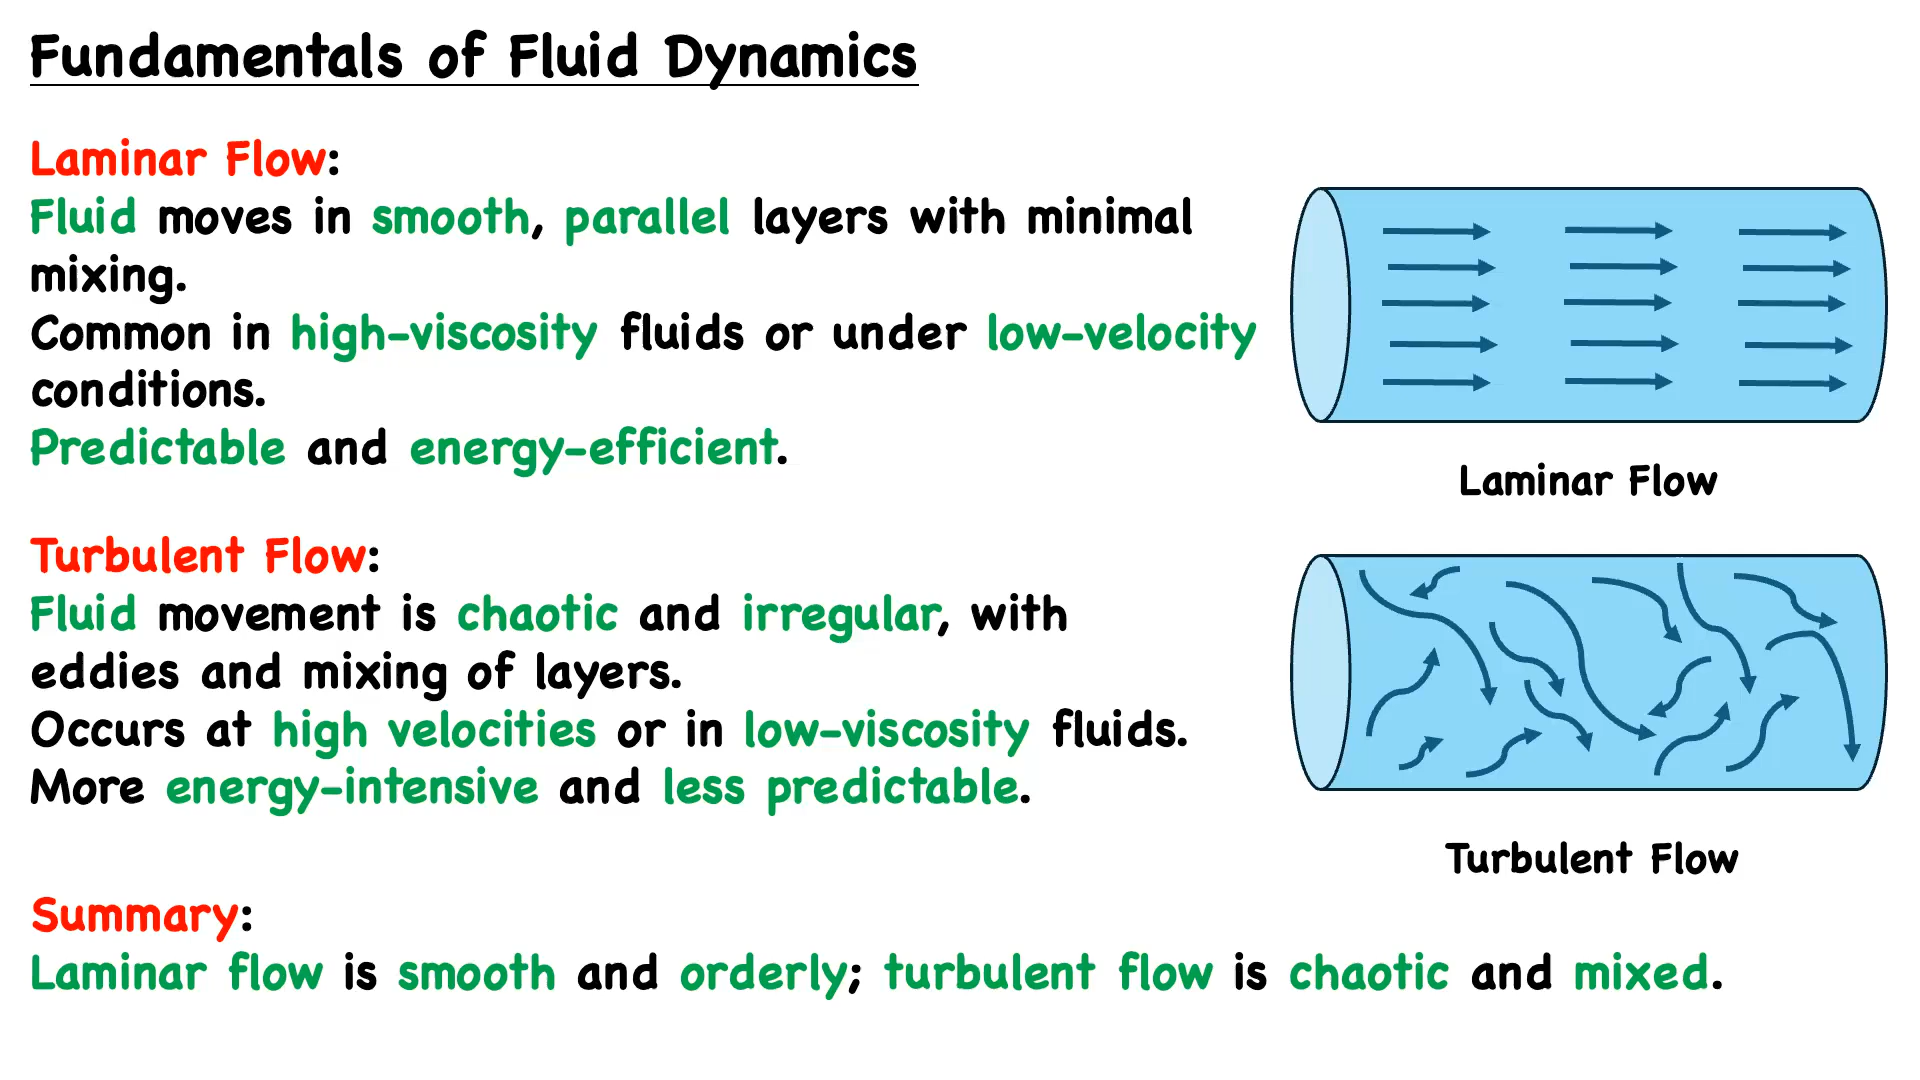 Fundamentals of Fluid Dynamics
Laminar Flow:
Fluid moves in smooth, parallel layers with minimal
mixing.
Common in high-viscosity fluids or under low-velocity
conditions.
Predictable and energy-efficient.
Laminar Flow
Turbulent Flow:
Fluid movement is chaotic and irregular, with
eddies and mixing of layers.
Occurs at high velocities or in low-viscosity fluids.
More energy-intensive and less predictable.
Turbulent Flow
Summary:
Laminar flow is smooth and orderly; turbulent flow is chaotic and mixed.